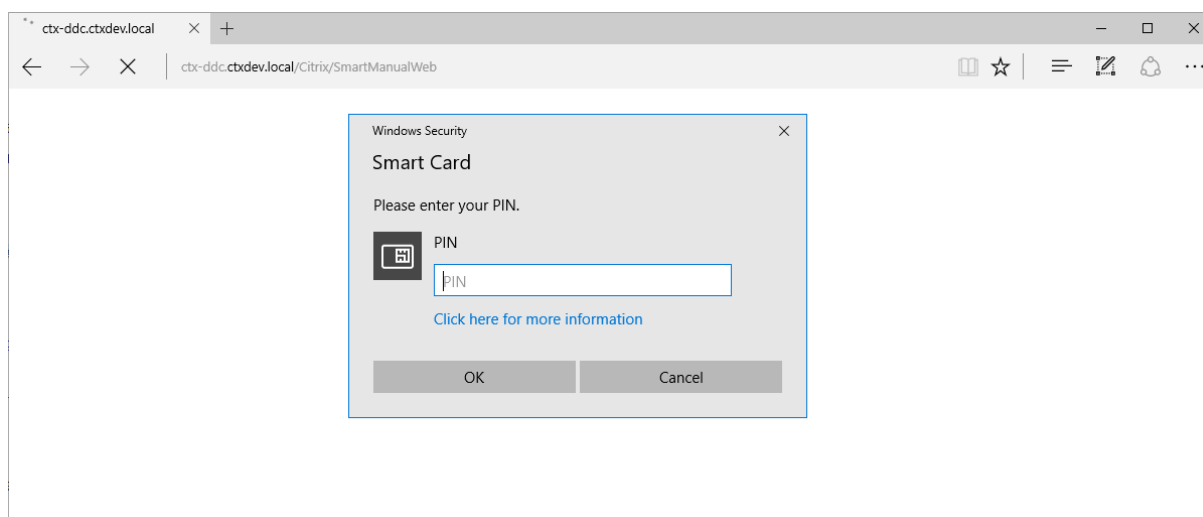 ctx-ddc.ctxdev.local
ctx-ddc.ctxdev.local/Citrix/SmartManualWeb
Windows Security
Smart Card
Please enter your PIN.
PIN
PIN
Click here for more information
OK
Cancel